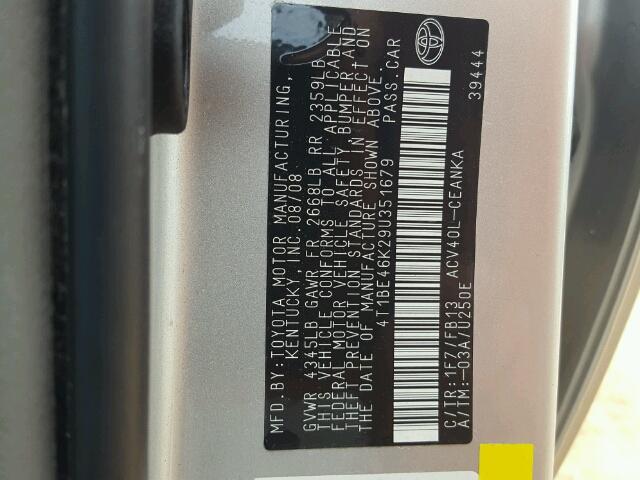 MFD.BY:TOYOTA MOTOR MANUFACTURING,
KENTUCKY,INC. 08/08
GVWR 4345LB GAWR FR 2668LB RR 2359LB
THIS VEHICLE CONFORMS TO ALL APPLICABLE
FEDERAL MOTOR VEHICLE SAFETY, BUMPER, AND
THEFT PREVENTION STANDARDS IN EFFECT ON
THE DATE OF MANUFACTURE SHOWN ABOVE.
4T1BE46K29U351679 PASS.CAR
C/TR:1F7/FB13 ACV40L-CEANKA
A/TM:-03A/U250E
39444